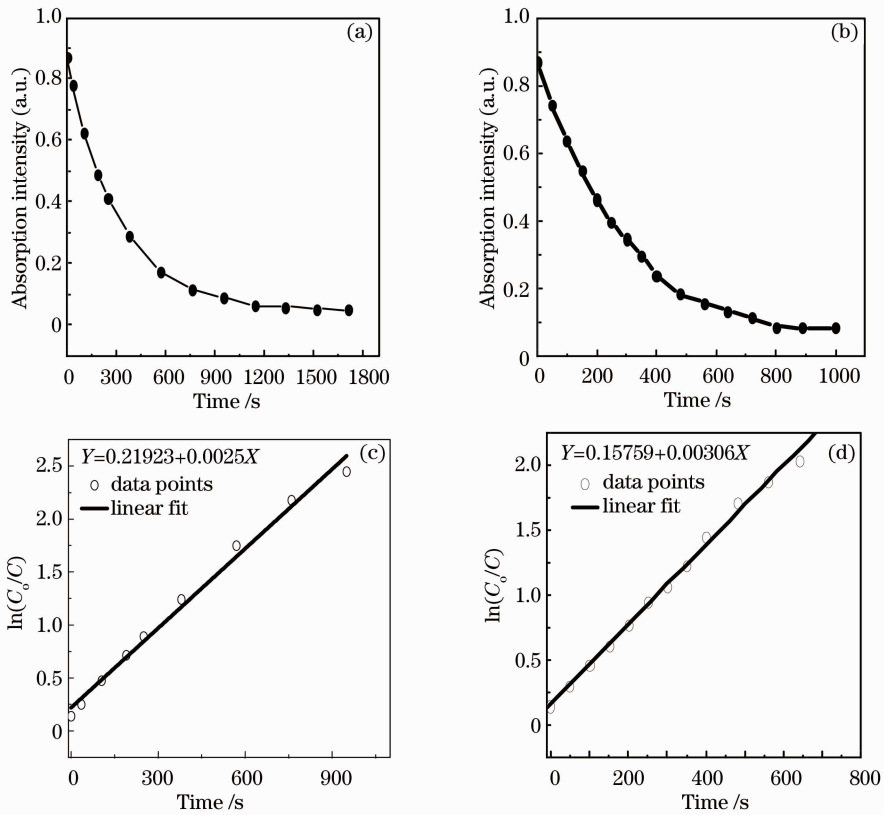 (a)
1.0
0.8
0.6
0.4
0.2
0
Absorption intensity (a.u.)
0 300 600 900 1200 1500 1800
Time /s
(b)
1.0
0.8
0.6
0.4
0.2
0
Absorption intensity (a.u.)
0 200 400 600 800 1000
Time /s
Y=0.21923+0.0025X (c)
data points
linear fit
2.5
2.0
1.5
1.0
0.5
0
ln(Co/C)
0 300 600 900
Time /s
Y=0.15759+0.00306X (d)
data points
linear fit
2.0
1.5
1.0
0.5
0
ln(Co/C)
0 200 400 600 800
Time /s